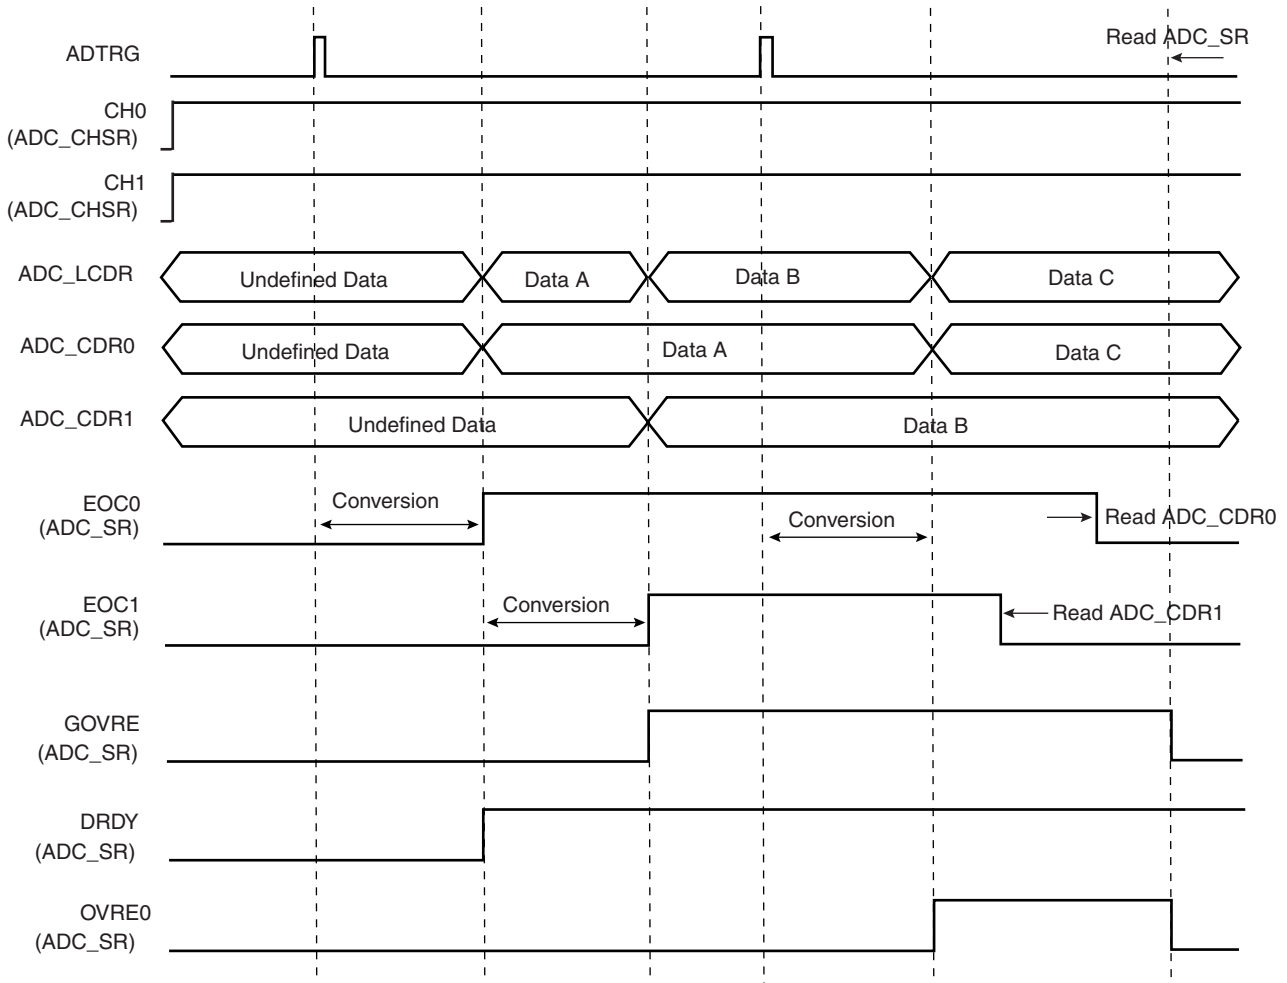 Read ADC_SR
ADTRG
CH0
(ADC_CHSR)
CH1
(ADC_CHSR)
ADC_LCDR
Undefined Data
Data A
Data B
Data C
ADC_CDR0
Undefined Data
Data A
Data C
ADC_CDR1
Undefined Data
Data B
EOC0
(ADC_SR)
Conversion
Conversion
Read ADC_CDR0
EOC1
(ADC_SR)
Conversion
Read ADC_CDR1
GOVRE
(ADC_SR)
DRDY
(ADC_SR)
OVRE0
(ADC_SR)